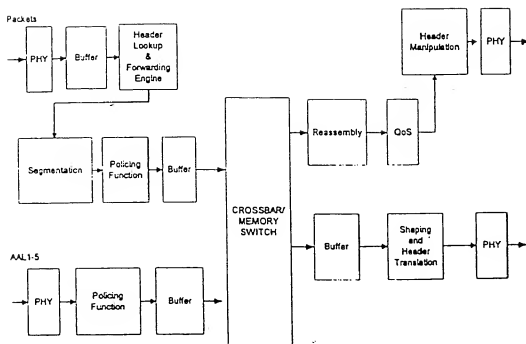 Packets
PHY
Buffer
Header
Lookup
&
Forwarding
Engine
Header
Manipulation
PHY
Segmentation
Policing
Function
Buffer
CROSSBAR/
MEMORY
SWITCH
Reassembly
QoS
Buffer
Shaping
and
Header
Translation
PHY
AAL1-5
PHY
Policing
Function
Buffer